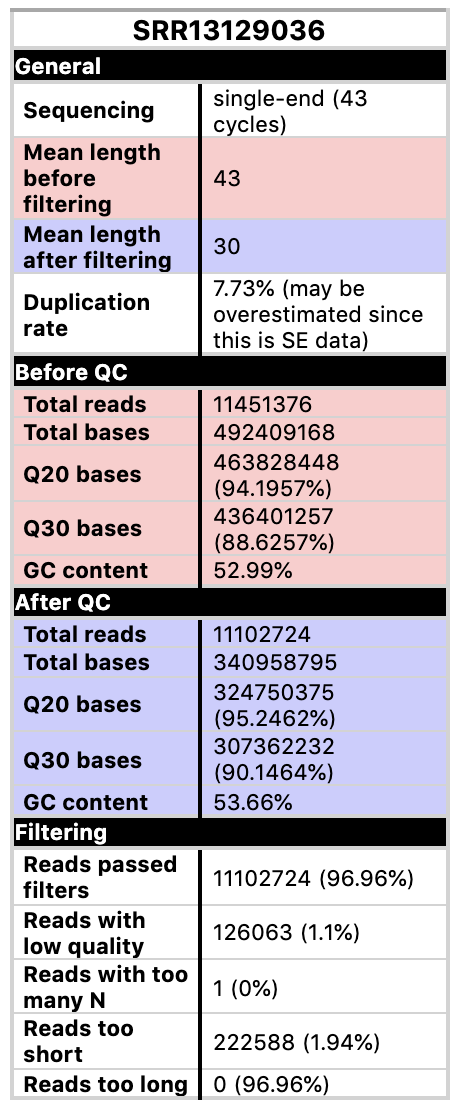 SRR13129036
General
Sequencing single-end (43
cycles)
Mean length
before
filtering 43
Mean length
after filtering 30
Duplication
rate 7.73% (may be
overestimated since
this is SE data)
Before QC
Total reads 11451376
Total bases 492409168
Q20 bases 463828448
(94.1957%)
Q30 bases 436401257
(88.6257%)
GC content 52.99%
After QC
Total reads 11102724
Total bases 340958795
Q20 bases 324750375
(95.2462%)
Q30 bases 307362232
(90.1464%)
GC content 53.66%
Filtering
Reads passed
filters 11102724 (96.96%)
Reads with
low quality 126063 (1.1%)
Reads with too
many N 1 (0%)
Reads too
short 222588 (1.94%)
Reads too long 0 (96.96%)